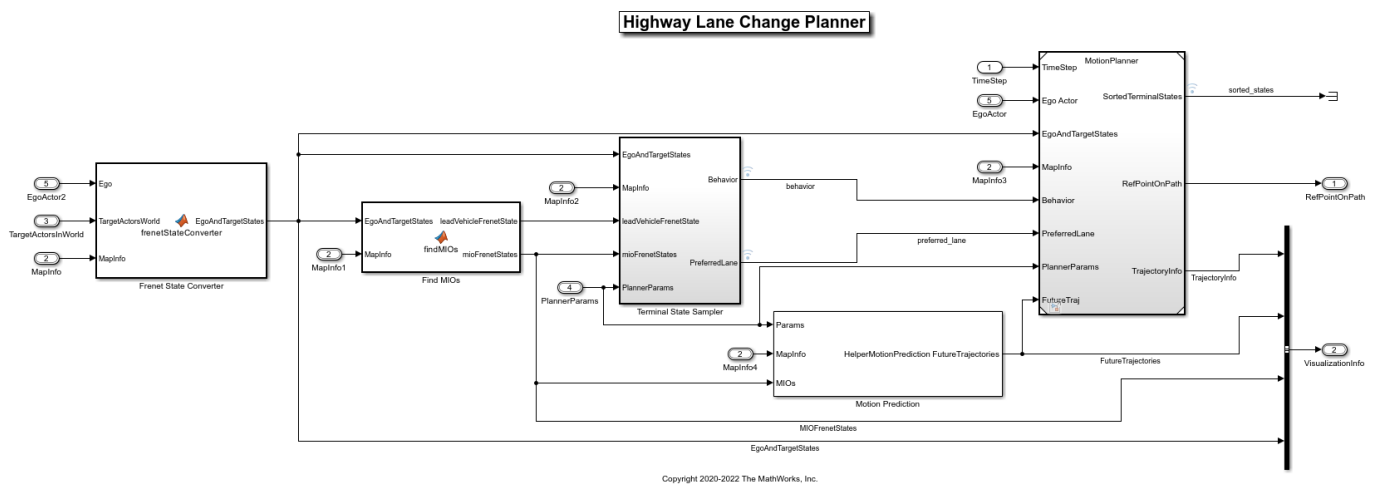 Highway Lane Change Planner
1
TimeStep
5
EgoActor
2
MapInfo3
MotionPlanner
TimeStep
Ego Actor
EgoAndTargetStates
MapInfo
Behavior
PreferredLane
PlannerParams
FutureTraj
SortedTerminalStates
RefPointOnPath
TrajectoryInfo
sorted_states
1
RefPointOnPath
TrajectoryInfo
5
EgoActor2
3
TargetActorsInWorld
2
MapInfo
Ego
TargetActorsWorld
MapInfo
frenetStateConverter
EgoAndTargetStates
Frenet State Converter
2
MapInfo1
EgoAndTargetStates
MapInfo
findMIOs
leadVehicleFrenetState
mioFrenetStates
Find MIOs
2
MapInfo2
4
PlannerParams
EgoAndTargetStates
MapInfo
leadVehicleFrenetState
mioFrenetStates
PlannerParams
Behavior
PreferredLane
Terminal State Sampler
behavior
preferred_lane
2
MapInfo4
Params
MapInfo
MIOs
HelperMotionPrediction
FutureTrajectories
Motion Prediction
FutureTrajectories
2
VisualizationInfo
MIOFrenetStates
EgoAndTargetStates
Copyright 2020-2022 The MathWorks, Inc.